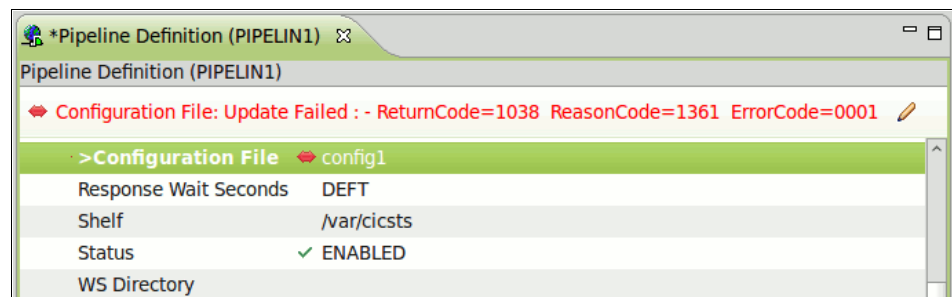 *Pipeline Definition (PIPELIN1)
Pipeline Definition (PIPELIN1)
Configuration File: Update Failed : - ReturnCode=1038 ReasonCode=1361 ErrorCode=0001
>Configuration File config1
Response Wait Seconds DEFT
Shelf /var/cicsts
Status ENABLED
WS Directory